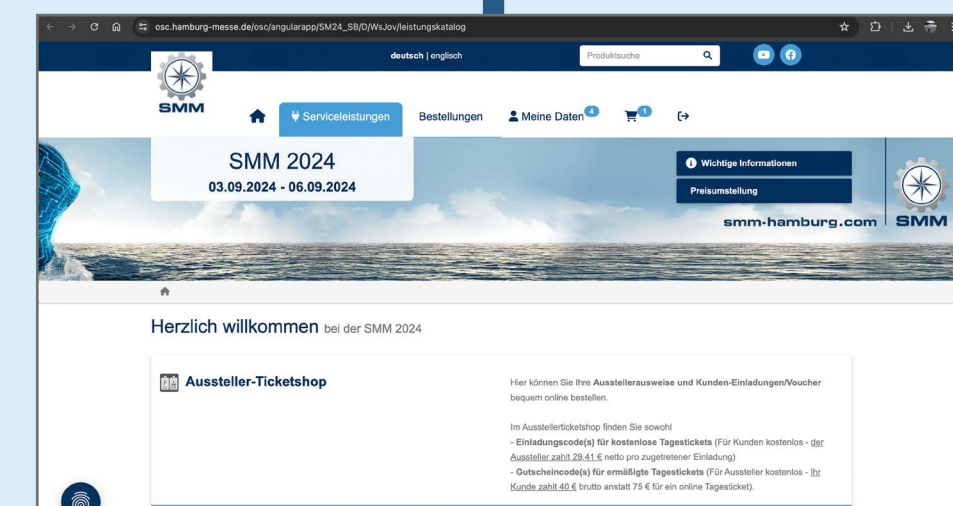 osc.hamburg-messe.de/osc/angularapp/SM24_SB/D/WsJov/leistungskatalog
deutsch | englisch
Produktsuche
SMM
Serviceleistungen
Bestellungen
Meine Daten 4
1
SMM 2024
03.09.2024 - 06.09.2024
Wichtige Informationen
Preisumstellung
smm-hamburg.com
SMM
Herzlich willkommen bei der SMM 2024
Aussteller-Ticketshop
Hier können Sie Ihre Ausstellerausweise und Kunden-Einladungen/Voucher
bequem online bestellen.
Im Ausstellerticketshop finden Sie sowohl
- Einladungscode(s) für kostenlose Tagestickets (Für Kunden kostenlos - der
Aussteller zahlt 29,41 € netto pro zugetretener Einladung)
- Gutscheincode(s) für ermäßigte Tagestickets (Für Aussteller kostenlos - Ihr
Kunde zahlt 40 € brutto anstatt 75 € für ein online Tagesticket).